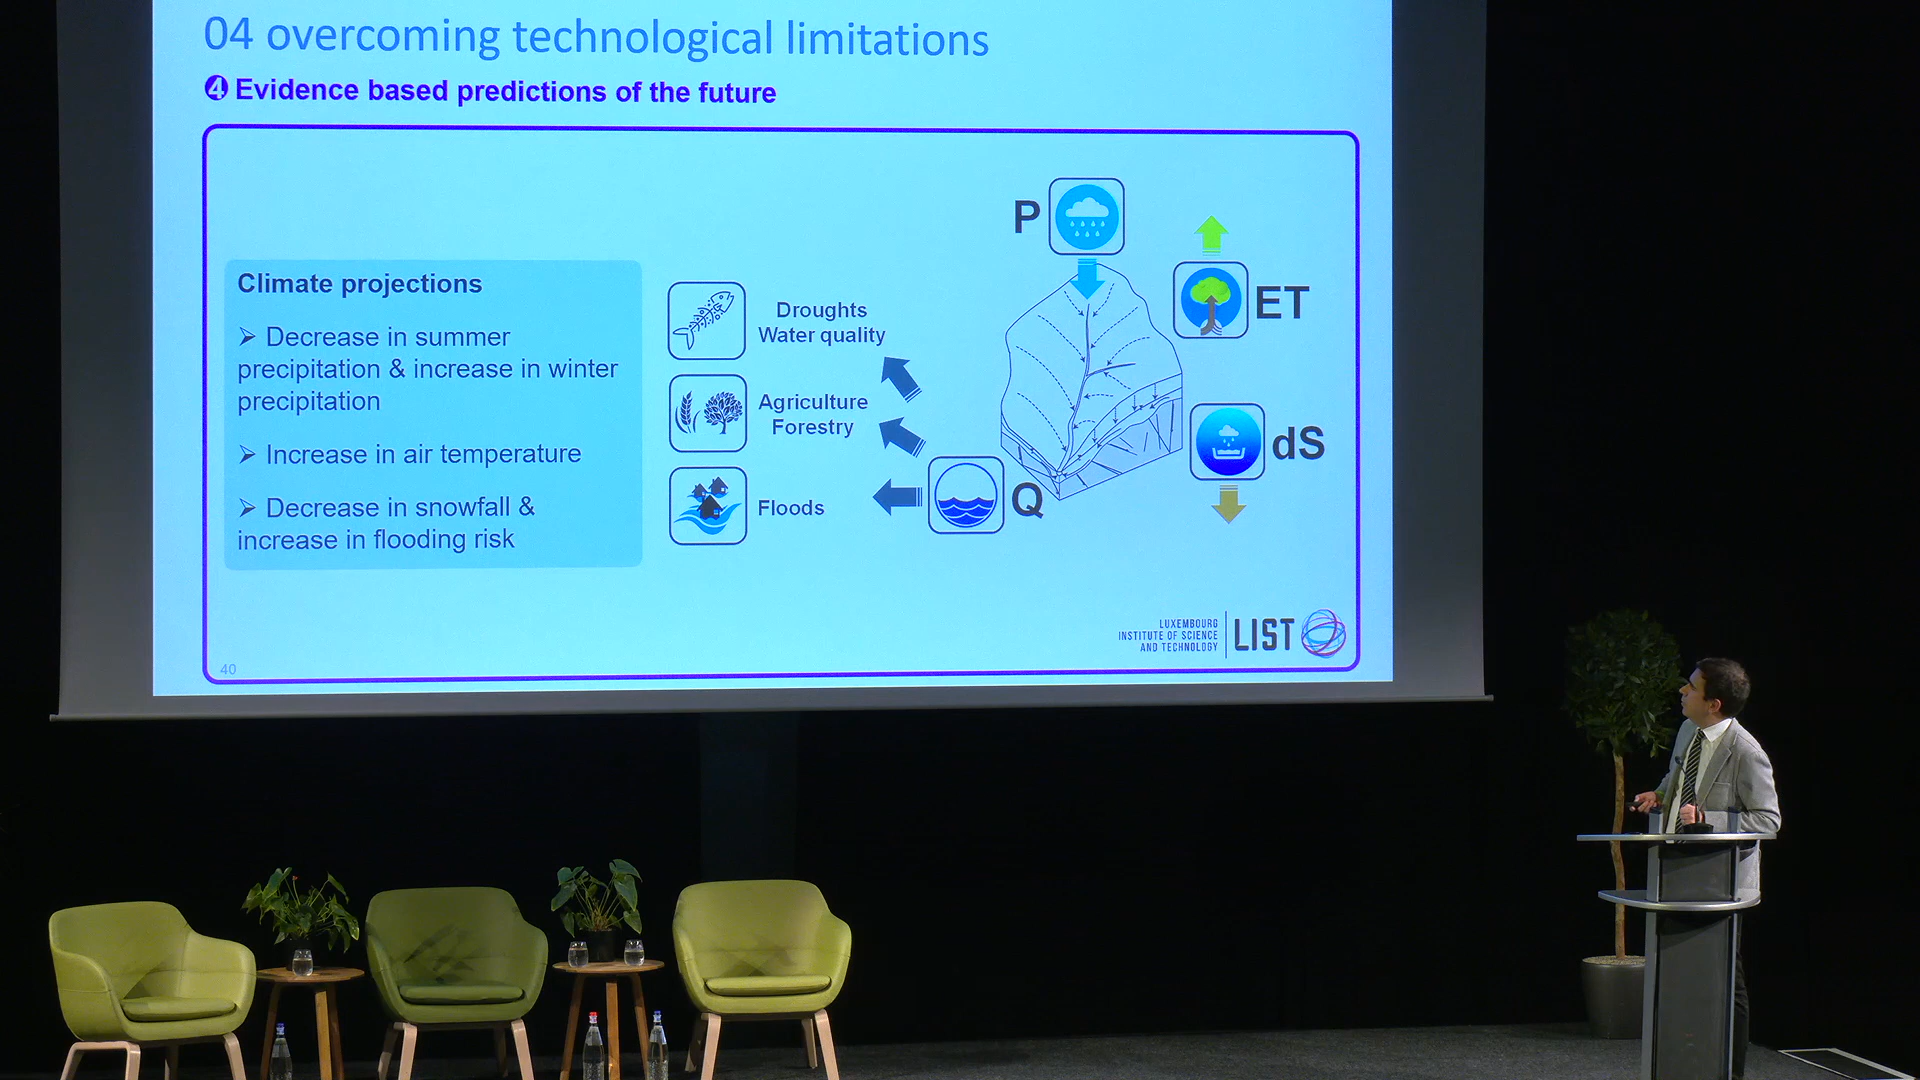 04 overcoming technological limitations
❹ Evidence based predictions of the future
Climate projections
➢ Decrease in summer
precipitation & increase in winter
precipitation
➢ Increase in air temperature
➢ Decrease in snowfall &
increase in flooding risk
Droughts
Water quality
Agriculture
Forestry
Floods
P
ET
dS
Q
LUXEMBOURG
INSTITUTE OF SCIENCE
AND TECHNOLOGY
LIST
40